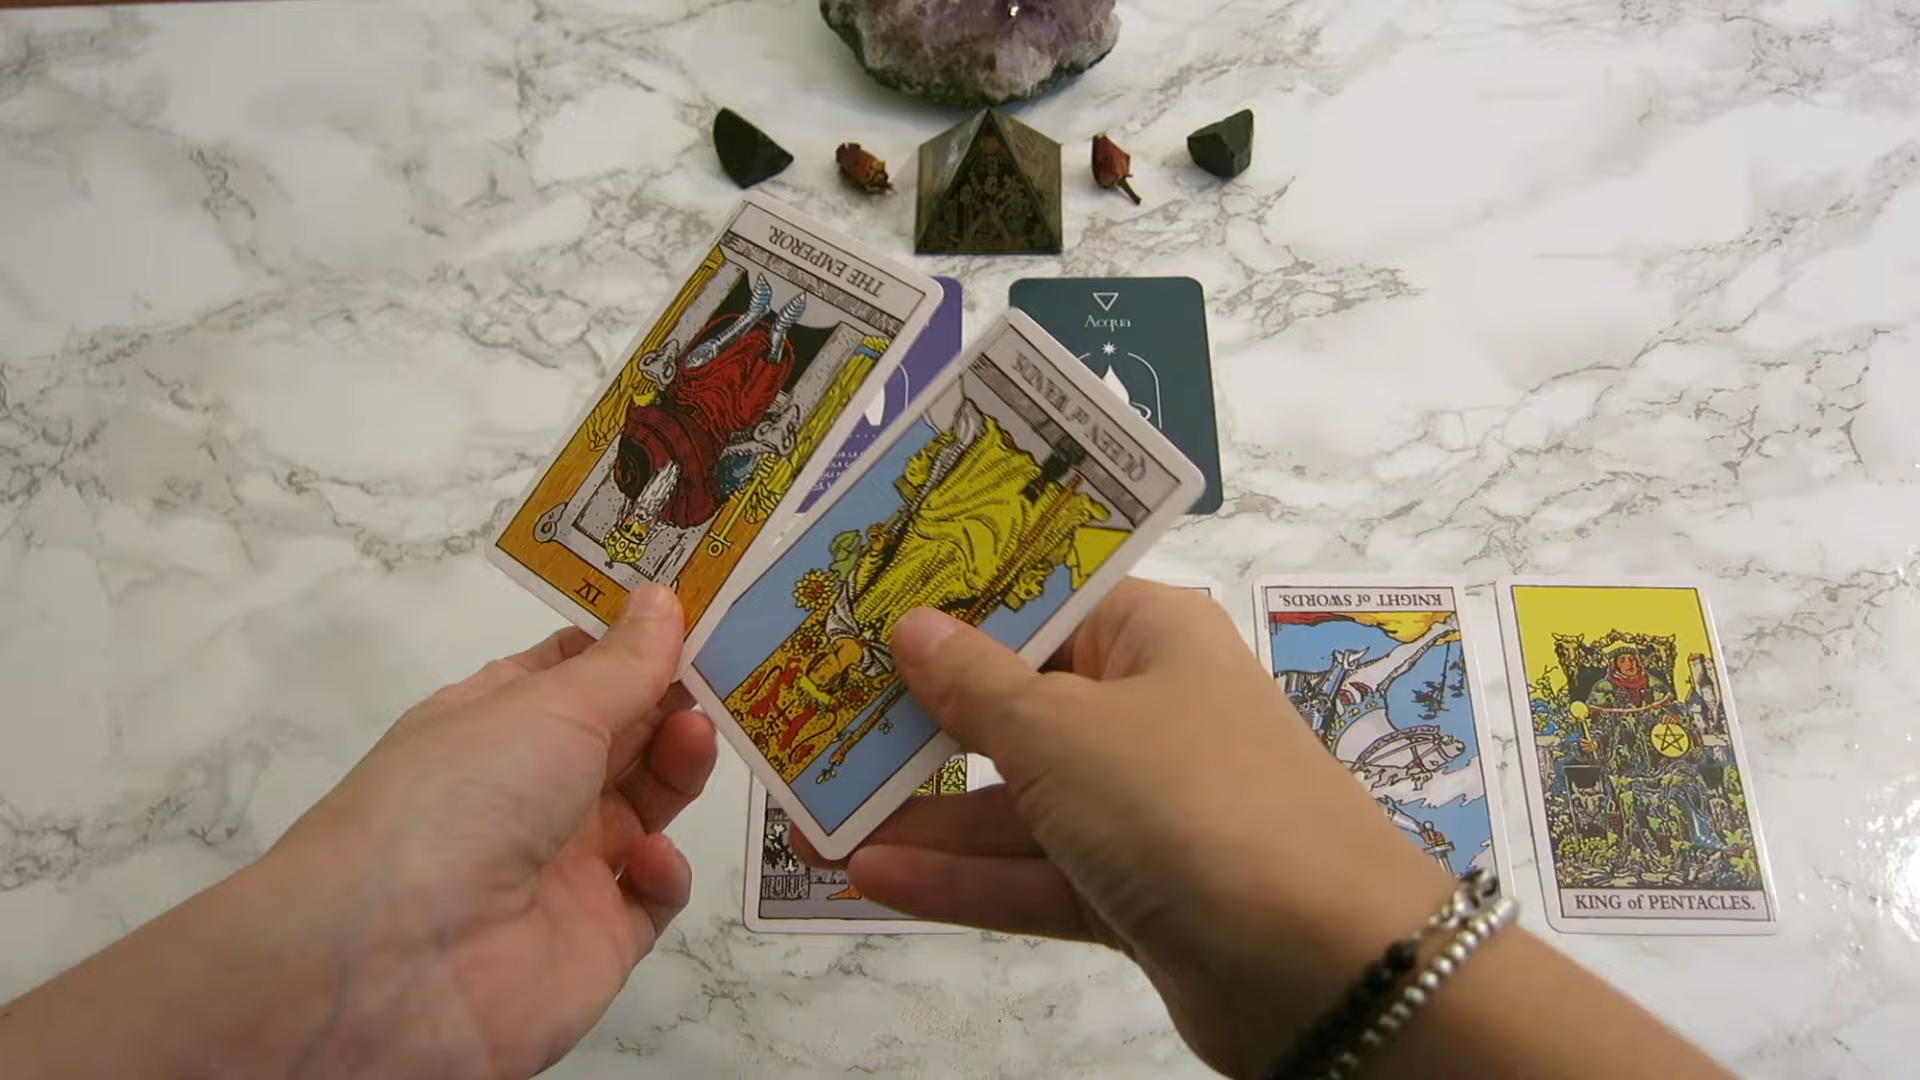 THE EMPEROR.
IV
Acqua
QUEEN of WANDS.
KNIGHT of SWORDS.
KING of PENTACLES.